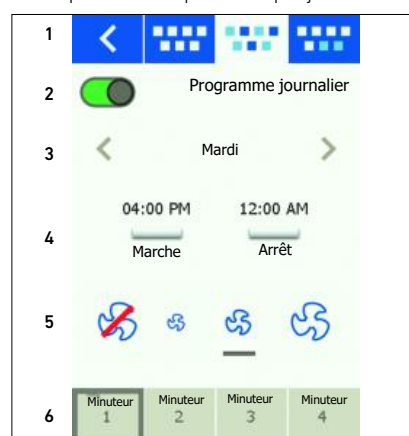 1
2 Programme journalier
3 Mardi
04:00 PM 12:00 AM
4
Marche Arrêt
5
Minuteur Minuteur Minuteur Minuteur
6 1 2 3 4